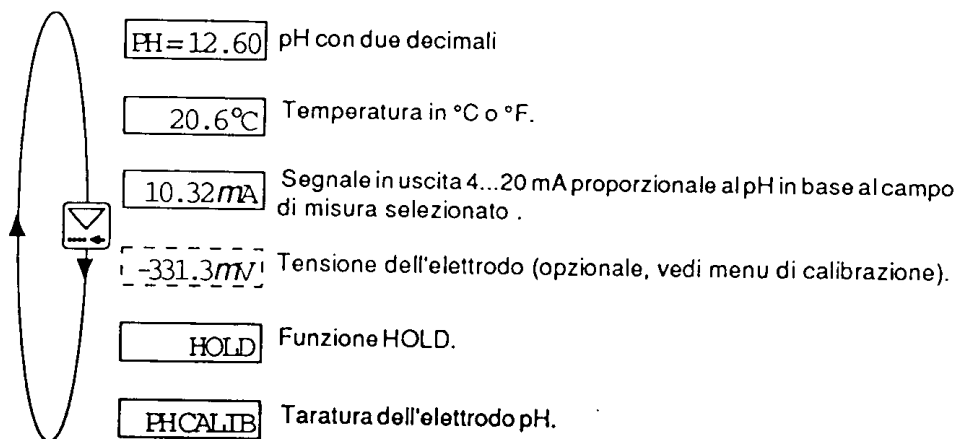 PH=12.60 pH con due decimali
20.6°C Temperatura in °C o °F.
10.32mA Segnale in uscita 4...20 mA proporzionale al pH in base al campo
di misura selezionato .
-331.3mV Tensione dell'elettrodo (opzionale, vedi menu di calibrazione).
HOLD Funzione HOLD.
PHCALIB Taratura dell'elettrodo pH.